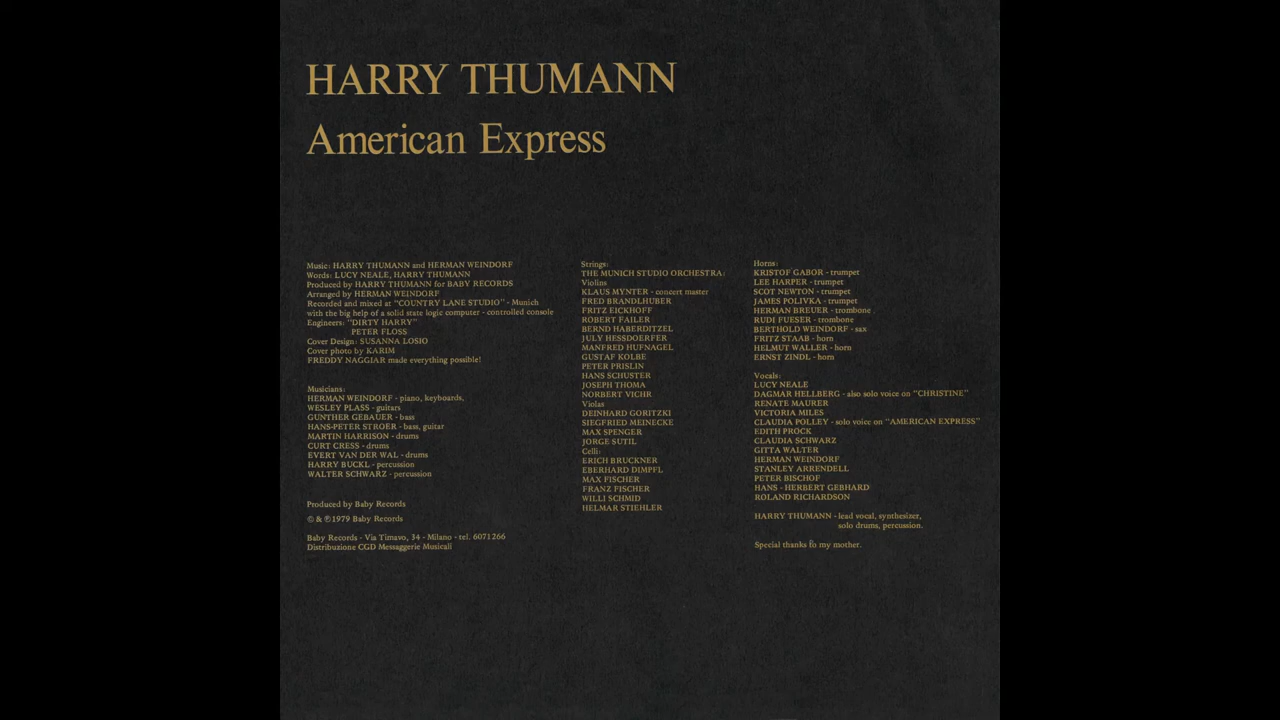 HARRY THUMANN
American Express
Music: HARRY THUMANN and HERMAN WEINDORF
Words: LUCY NEALE, HARRY THUMANN
Produced by HARRY THUMANN for BABY RECORDS
Arranged by HERMAN WEINDORF
Recorded and mixed at "COUNTRY LANE STUDIO" - Munich
with the big help of a solid state logic computer - controlled console
Engineers: "DIRTY HARRY"
PETER FLOSS
Cover Design: SUSANNA LOSIO
Cover photo by KARIM
FREDDY NAGGIAR made everything possible!
Musicians:
HERMAN WEINDORF - piano, keyboards,
WESLEY PLASS - guitars
GUNTHER GEBAUER - bass
HANS-PETER STROER - bass, guitar
MARTIN HARRISON - drums
CURT CRESS - drums
EVERT VAN DER WAL - drums
HARRY BUCKL - percussion
WALTER SCHWARZ - percussion
Produced by Baby Records
© & ℗ 1979 Baby Records
Baby Records - Via Timavo, 34 - Milano - tel. 6071266
Distribuzione CGD Messaggerie Musicali
Strings:
THE MUNICH STUDIO ORCHESTRA:
Violins
KLAUS MYNTER - concert master
FRED BRANDLHUBER
FRITZ EICKHOFF
ROBERT FAILER
BERND HABERDITZEL
JULY HESSDOERFER
MANFRED HUFNAGEL
GUSTAF KOLBE
PETER PRISLIN
HANS SCHUSTER
JOSEPH THOMA
NORBERT VICHR
Violas
DEINHARD GORITZKI
SIEGFRIED MEINECKE
MAX SPENGER
JORGE SUTIL
Celli:
ERICH BRUCKNER
EBERHARD DIMPFL
MAX FISCHER
FRANZ FISCHER
WILLI SCHMID
HELMAR STIEHLER
Horns:
KRISTOF GABOR - trumpet
LEE HARPER - trumpet
SCOT NEWTON - trumpet
JAMES POLIVKA - trumpet
HERMAN BREUER - trombone
RUDI FUESER - trombone
BERTHOLD WEINDORF - sax
FRITZ STAAB - horn
HELMUT WALLER - horn
ERNST ZINDL - horn
Vocals:
LUCY NEALE
DAGMAR HELLBERG - also solo voice on "CHRISTINE"
RENATE MAURER
VICTORIA MILES
CLAUDIA POLLEY - solo voice on "AMERICAN EXPRESS"
EDITH PROCK
CLAUDIA SCHWARZ
GITTA WALTER
HERMAN WEINDORF
STANLEY ARRENDELL
PETER BISCHOF
HANS - HERBERT GEBHARD
ROLAND RICHARDSON
HARRY THUMANN - lead vocal, synthesizer,
solo drums, percussion.
Special thanks to my mother.